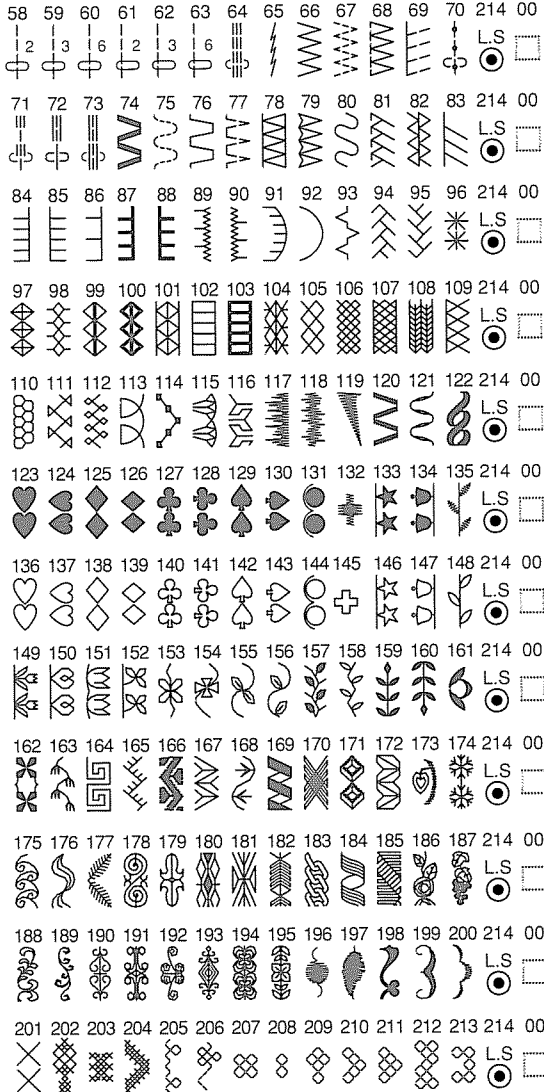 58 59 60 61 62 63 64 65 66 67 68 69 70 214 00
2 3 6 2 3 6 L.S
71 72 73 74 75 76 77 78 79 80 81 82 83 214 00
L.S
84 85 86 87 88 89 90 91 92 93 94 95 96 214 00
L.S
97 98 99 100 101 102 103 104 105 106 107 108 109 214 00
L.S
110 111 112 113 114 115 116 117 118 119 120 121 122 214 00
L.S
123 124 125 126 127 128 129 130 131 132 133 134 135 214 00
L.S
136 137 138 139 140 141 142 143 144 145 146 147 148 214 00
L.S
149 150 151 152 153 154 155 156 157 158 159 160 161 214 00
L.S
162 163 164 165 166 167 168 169 170 171 172 173 174 214 00
L.S
175 176 177 178 179 180 181 182 183 184 185 186 187 214 00
L.S
188 189 190 191 192 193 194 195 196 197 198 199 200 214 00
L.S
201 202 203 204 205 206 207 208 209 210 211 212 213 214 00
L.S